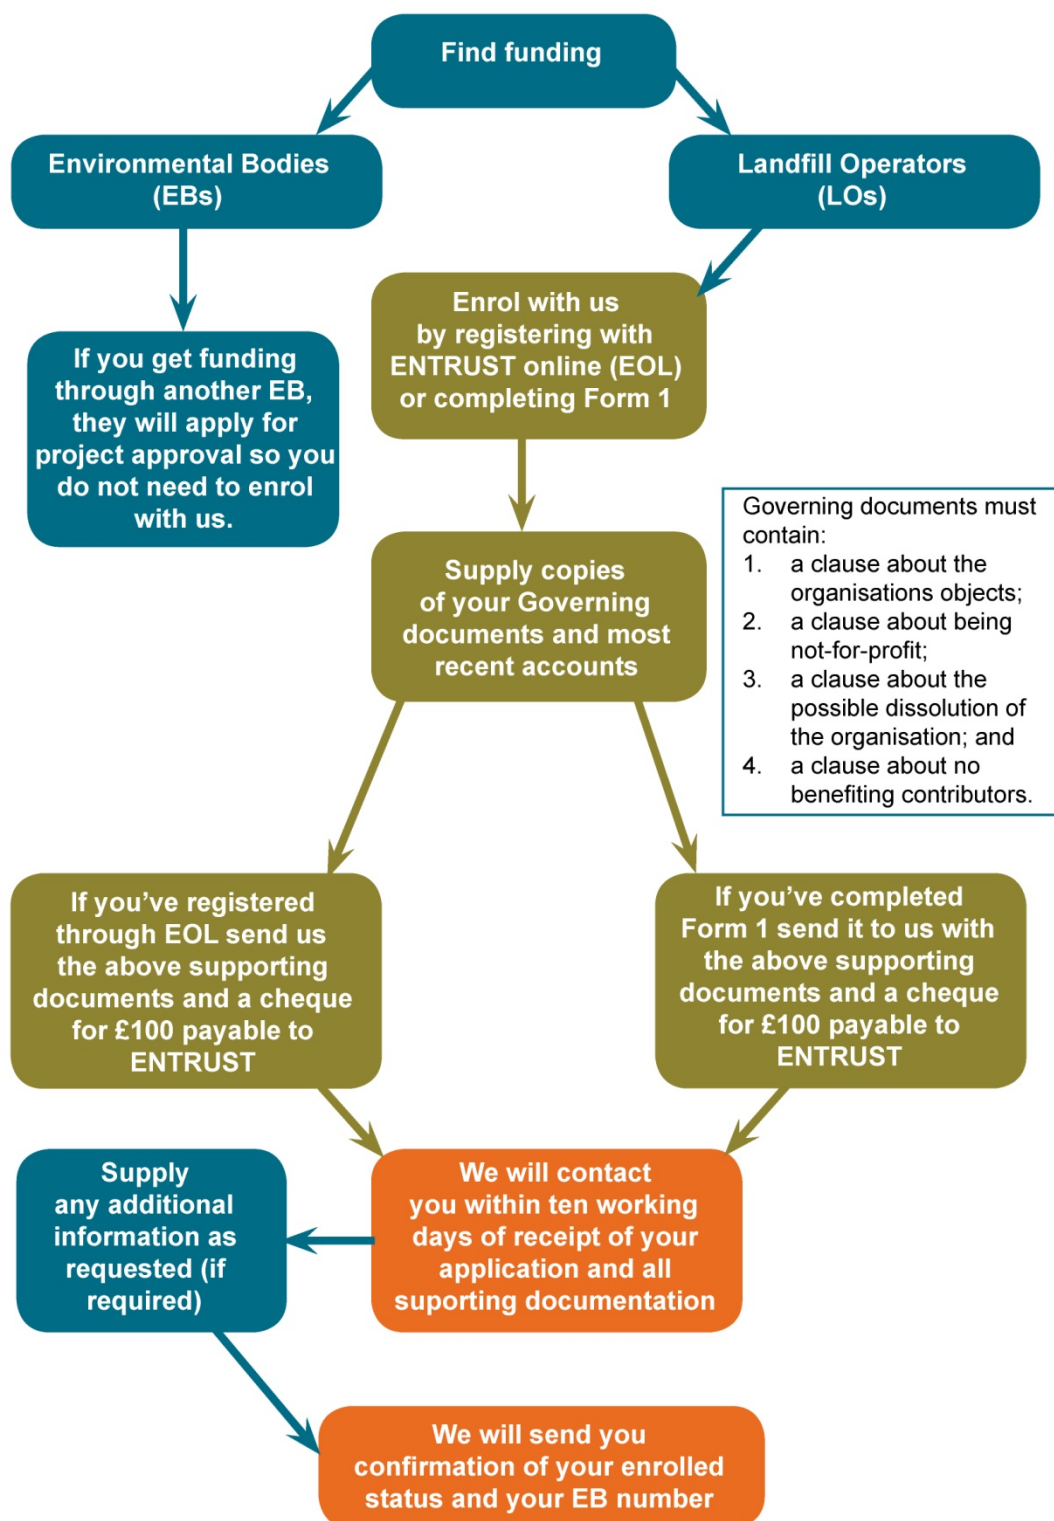 Find funding
Environmental Bodies
(EBs)
Landfill Operators
(LOs)
If you get funding
through another EB,
they will apply for
project approval so you
do not need to enrol
with us.
Enrol with us
by registering with
ENTRUST online (EOL)
or completing Form 1
Supply copies
of your Governing
documents and most
recent accounts
Governing documents must
contain:
1. a clause about the
organisations objects;
2. a clause about being
not-for-profit;
3. a clause about the
possible dissolution of
the organisation; and
4. a clause about no
benefiting contributors.
If you’ve registered
through EOL send us
the above supporting
documents and a cheque
for £100 payable to
ENTRUST
If you’ve completed
Form 1 send it to us with
the above supporting
documents and a cheque
for £100 payable to
ENTRUST
We will contact
you within ten working
days of receipt of your
application and all
suporting documentation
Supply
any additional
information as
requested (if
required)
We will send you
confirmation of your enrolled
status and your EB number